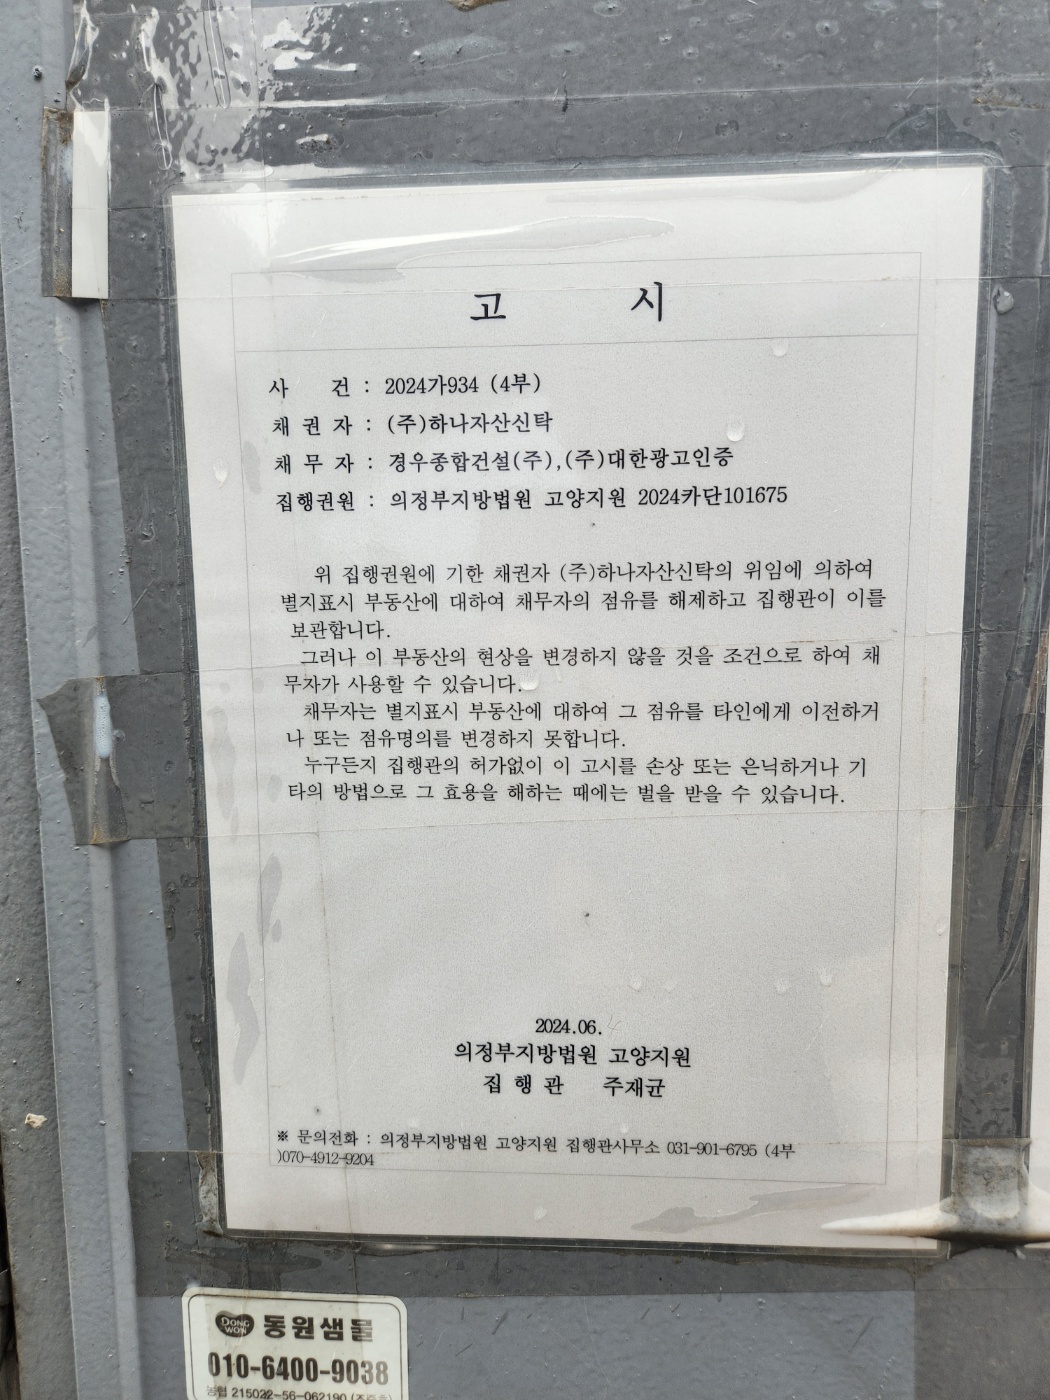 고 시
사 건 : 2024가934 (4부)
채 권 자 : (주)하나자산신탁
채 무 자 : 경우종합건설(주),(주)대한광고인증
집행권원 : 의정부지방법원 고양지원 2024카단101675
위 집행권원에 기한 채권자 (주)하나자산신탁의 위임에 의하여
별지표시 부동산에 대하여 채무자의 점유를 해제하고 집행관이 이를
보관합니다.
그러나 이 부동산의 현상을 변경하지 않을 것을 조건으로 하여 채
무자가 사용할 수 있습니다.
채무자는 별지표시 부동산에 대하여 그 점유를 타인에게 이전하거
나 또는 점유명의를 변경하지 못합니다.
누구든지 집행관의 허가없이 이 고시를 손상 또는 은닉하거나 기
타의 방법으로 그 효용을 해하는 때에는 벌을 받을 수 있습니다.
2024.06.
의정부지방법원 고양지원
집 행 관 주재균
※ 문의전화 : 의정부지방법원 고양지원 집행관사무소 031-901-6795 (4부
)070-4912-9204
DONG WON 동원샘물
010-6400-9038
농협 215022-56-062190